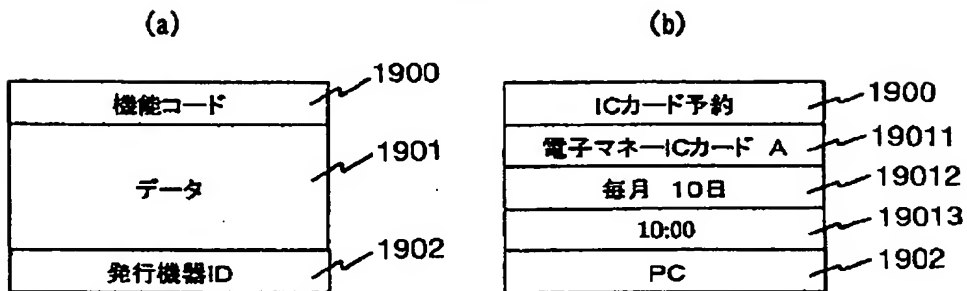 (a)
機能コード
1900
データ
1901
発行機器ID
1902
(b)
ICカード予約
1900
電子マネーICカード A
19011
毎月 10日
19012
10:00
19013
PC
1902